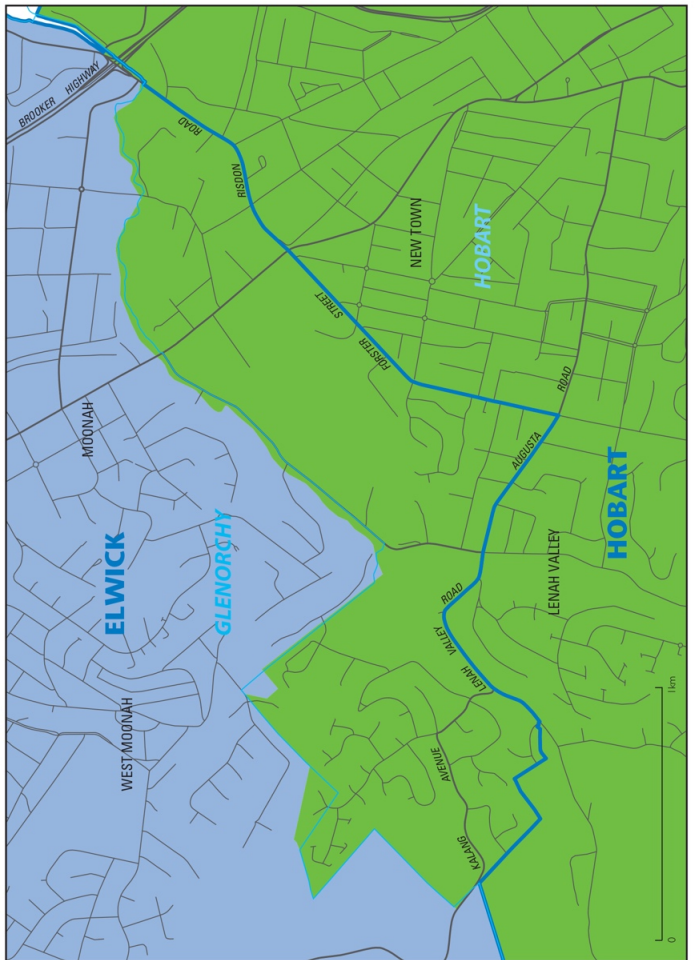 BROOKER HIGHWAY
RISDON ROAD
NEW TOWN
HOBART
FORSTER STREET
MOONAH
AUGUSTA ROAD
ELWICK
GLENORCHY
HOBART
LENAH VALLEY
LENAH VALLEY ROAD
WEST MOONAH
KALANG AVENUE
0 1km